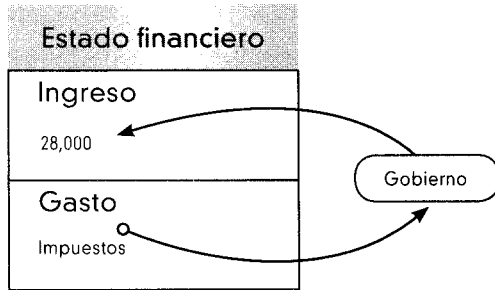 Estado financiero
Ingreso
28,000
Gobierno
Gasto
Impuestos